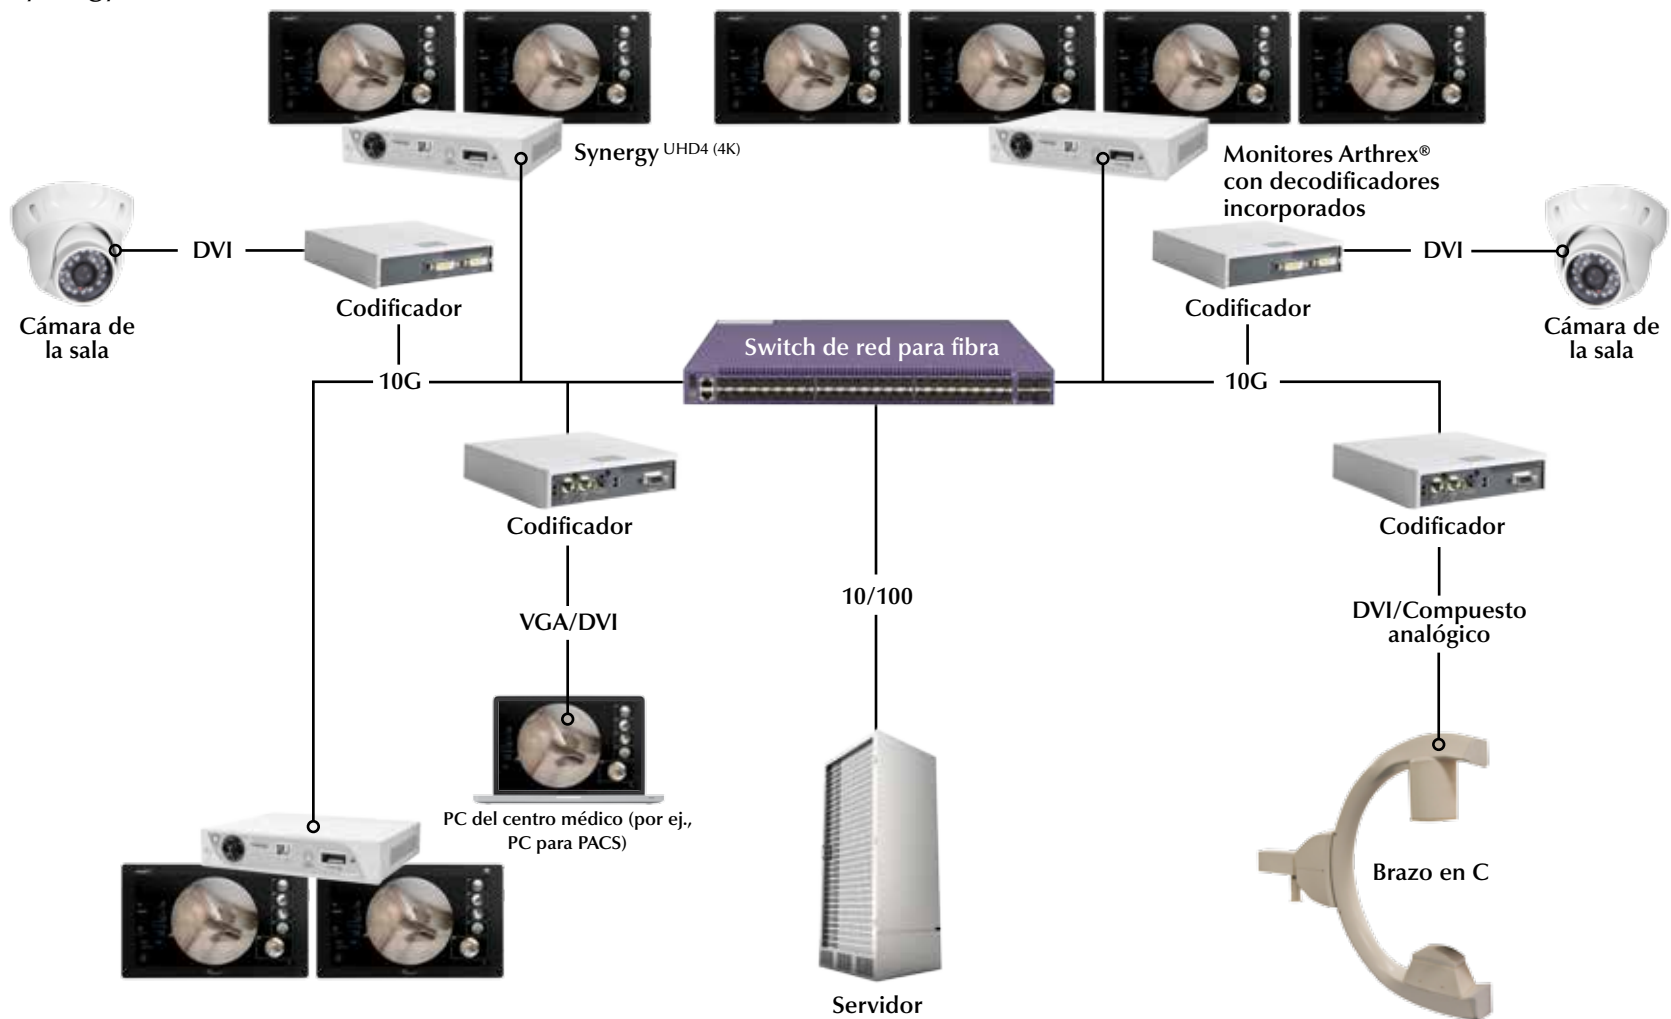 Synergy UHD4 (4K)
Monitores Arthrex®
con decodificadores
incorporados
DVI
DVI
Codificador
Codificador
Cámara de
la sala
Cámara de
la sala
Switch de red para fibra
10G
10G
Codificador
Codificador
10/100
VGA/DVI
DVI/Compuesto
analógico
PC del centro médico (por ej.,
PC para PACS)
Brazo en C
Servidor